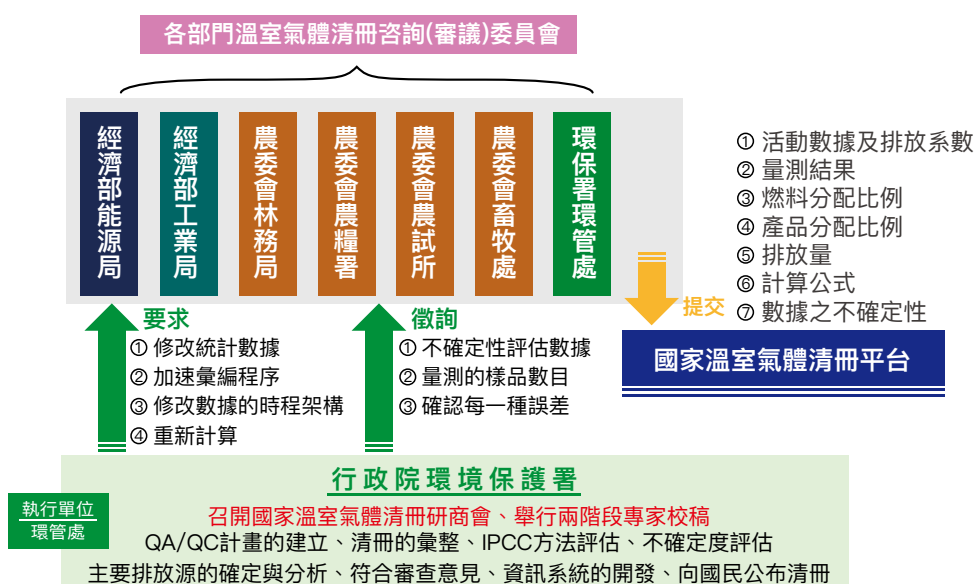 各部門溫室氣體清冊咨詢(審議)委員會
經濟部能源局
經濟部工業局
農委會林務局
農委會農糧署
農委會農試所
農委會畜牧處
環保署環管處
① 活動數據及排放系數
② 量測結果
③ 燃料分配比例
④ 產品分配比例
⑤ 排放量
⑥ 計算公式
⑦ 數據之不確定性
提交
國家溫室氣體清冊平台
要求
① 修改統計數據
② 加速彙編程序
③ 修改數據的時程架構
④ 重新計算
徵詢
① 不確定性評估數據
② 量測的樣品數目
③ 確認每一種誤差
行政院環境保護署
執行單位
環管處
召開國家溫室氣體清冊研商會、舉行兩階段專家校稿
QA/QC計畫的建立、清冊的彙整、IPCC方法評估、不確定度評估
主要排放源的確定與分析、符合審查意見、資訊系統的開發、向國民公布清冊